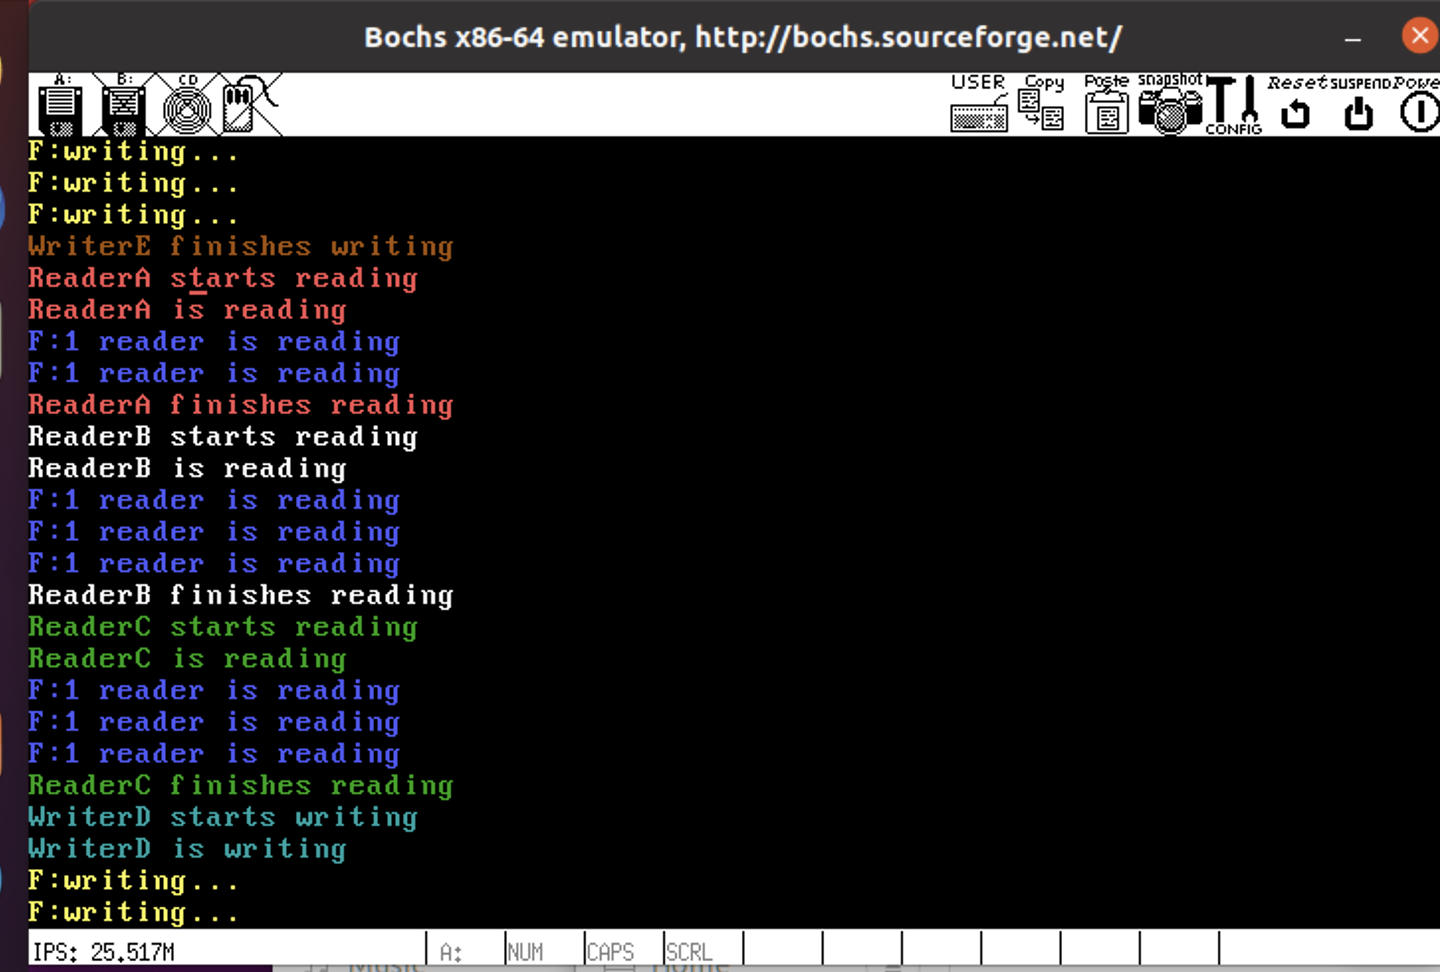 Bochs x86-64 emulator, http://bochs.sourceforge.net/
A: B: CD USER Copy Paste snapshot CONFIG Reset SUSPEND Powe
F:writing...
F:writing...
F:writing...
WriterE finishes writing
ReaderA starts reading
ReaderA is reading
F:1 reader is reading
F:1 reader is reading
ReaderA finishes reading
ReaderB starts reading
ReaderB is reading
F:1 reader is reading
F:1 reader is reading
F:1 reader is reading
ReaderB finishes reading
ReaderC starts reading
ReaderC is reading
F:1 reader is reading
F:1 reader is reading
F:1 reader is reading
ReaderC finishes reading
WriterD starts writing
WriterD is writing
F:writing...
F:writing...
IPS: 25.517M A: NUM CAPS SCRL
Music Home